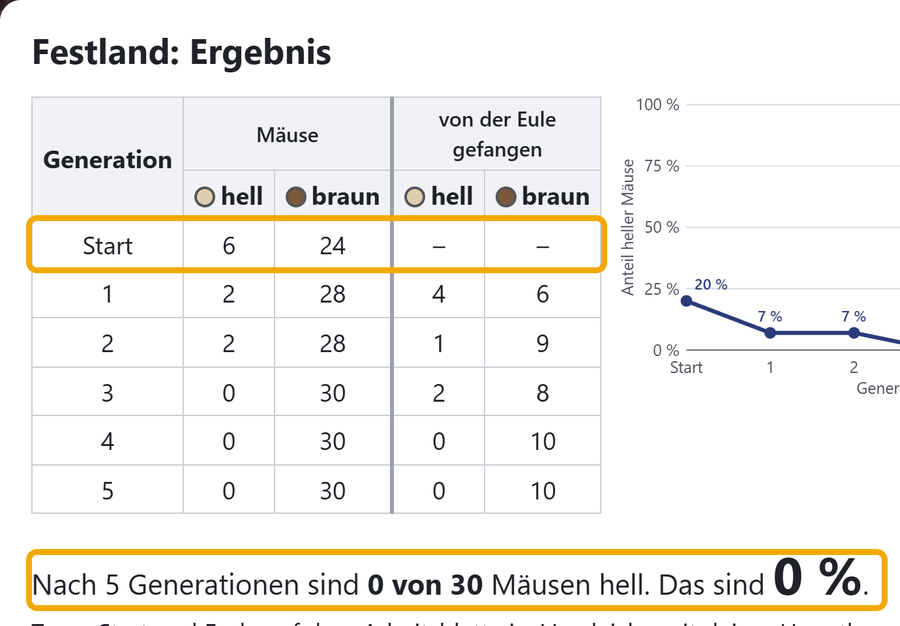 Festland: Ergebnis
Generation Mäuse von der Eule gefangen
hell braun hell braun
Start 6 24 – –
1 2 28 4 6
2 2 28 1 9
3 0 30 2 8
4 0 30 0 10
5 0 30 0 10
Anteil heller Mäuse
100 %
75 %
50 %
25 %
0 %
20 % 7 % 7 %
Start 1 2
Gener
Nach 5 Generationen sind 0 von 30 Mäusen hell. Das sind 0 %.